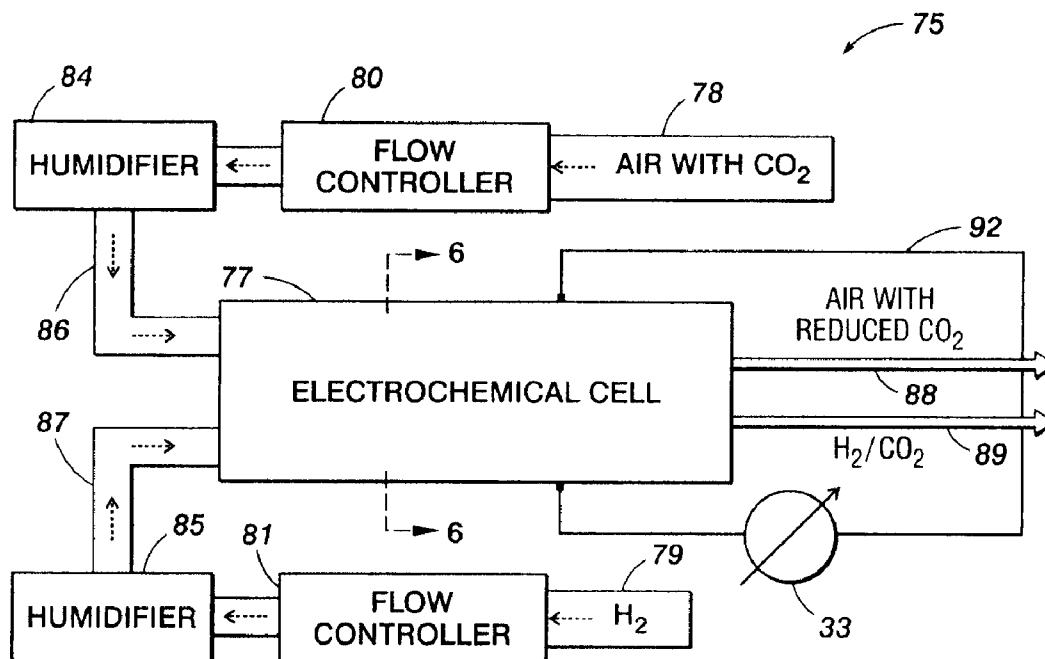 75
84
80
78
HUMIDIFIER
FLOW
CONTROLLER
AIR WITH CO₂
92
6
77
86
AIR WITH
REDUCED CO₂
ELECTROCHEMICAL CELL
88
87
H₂/CO₂
89
6
85
81
79
HUMIDIFIER
FLOW
CONTROLLER
H₂
33